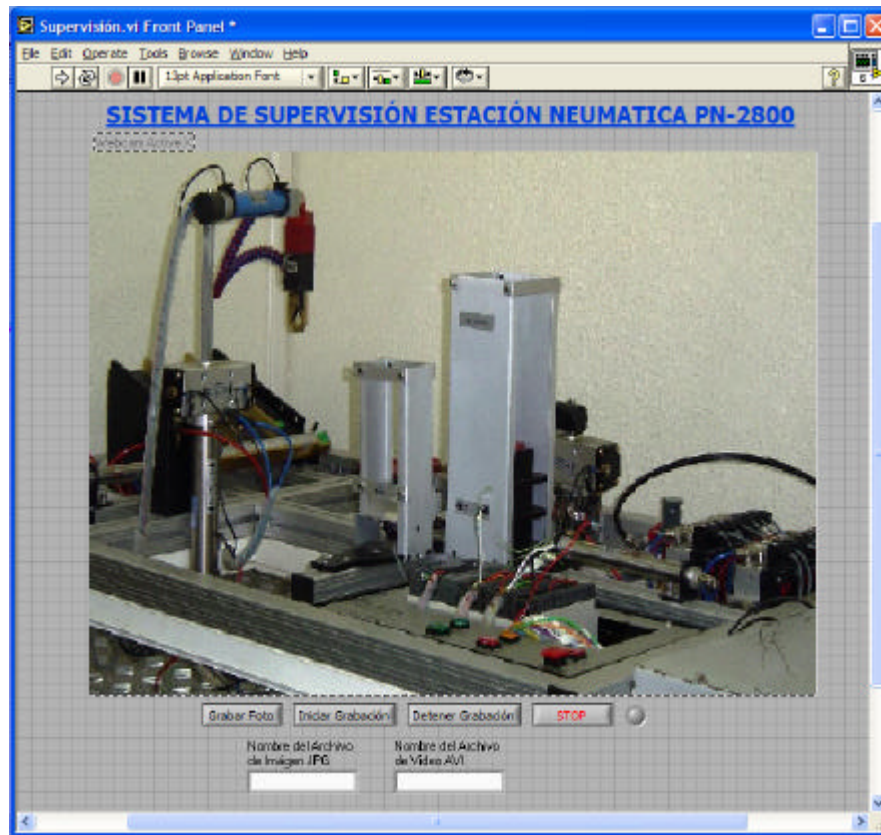 Supervisión.vi Front Panel *
File Edit Operate Tools Browse Window Help
13pt Application Font
SISTEMA DE SUPERVISIÓN ESTACIÓN NEUMATICA PN-2800
Webcam Active X
Grabar Foto Iniciar Grabación Detener Grabación STOP
Nombre del Archivo
de Imágen .JPG
Nombre del Archivo
de Video .AVI